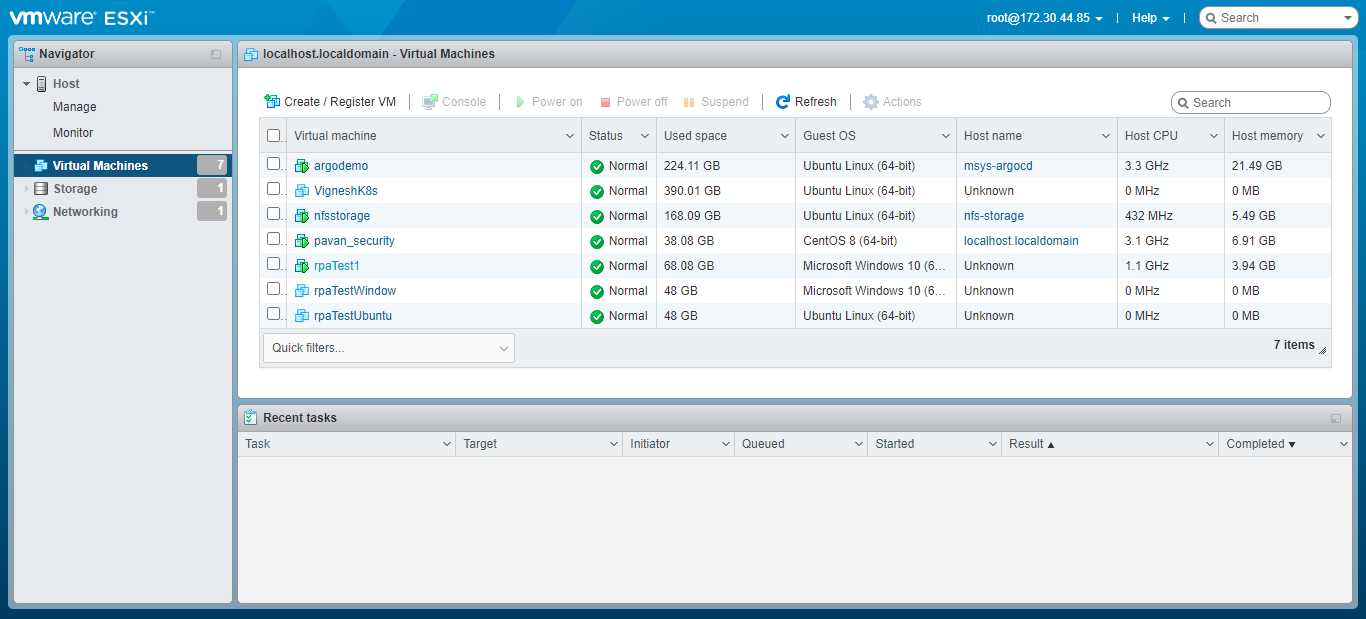 vmware ESXi™ root@172.30.44.85 | Help | Search
Navigator
Host
Manage
Monitor
Virtual Machines 7
Storage 1
Networking 1
localhost.localdomain - Virtual Machines
Create / Register VM | Console | Power on Power off Suspend | Refresh | Actions Search
Virtual machine Status Used space Guest OS Host name Host CPU Host memory
argodemo Normal 224.11 GB Ubuntu Linux (64-bit) msys-argocd 3.3 GHz 21.49 GB
VigneshK8s Normal 390.01 GB Ubuntu Linux (64-bit) Unknown 0 MHz 0 MB
nfsstorage Normal 168.09 GB Ubuntu Linux (64-bit) nfs-storage 432 MHz 5.49 GB
pavan_security Normal 38.08 GB CentOS 8 (64-bit) localhost.localdomain 3.1 GHz 6.91 GB
rpaTest1 Normal 68.08 GB Microsoft Windows 10 (6... Unknown 1.1 GHz 3.94 GB
rpaTestWindow Normal 48 GB Microsoft Windows 10 (6... Unknown 0 MHz 0 MB
rpaTestUbuntu Normal 48 GB Ubuntu Linux (64-bit) Unknown 0 MHz 0 MB
Quick filters... 7 items
Recent tasks
Task Target Initiator Queued Started Result ▲ Completed ▼